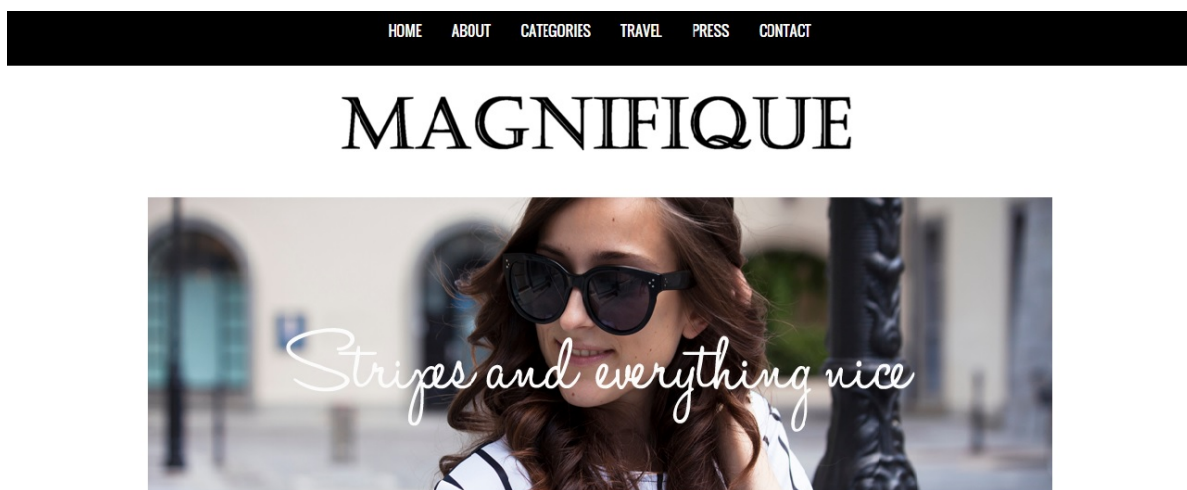 HOME ABOUT CATEGORIES TRAVEL PRESS CONTACT
MAGNIFIQUE
Stripes and everything nice